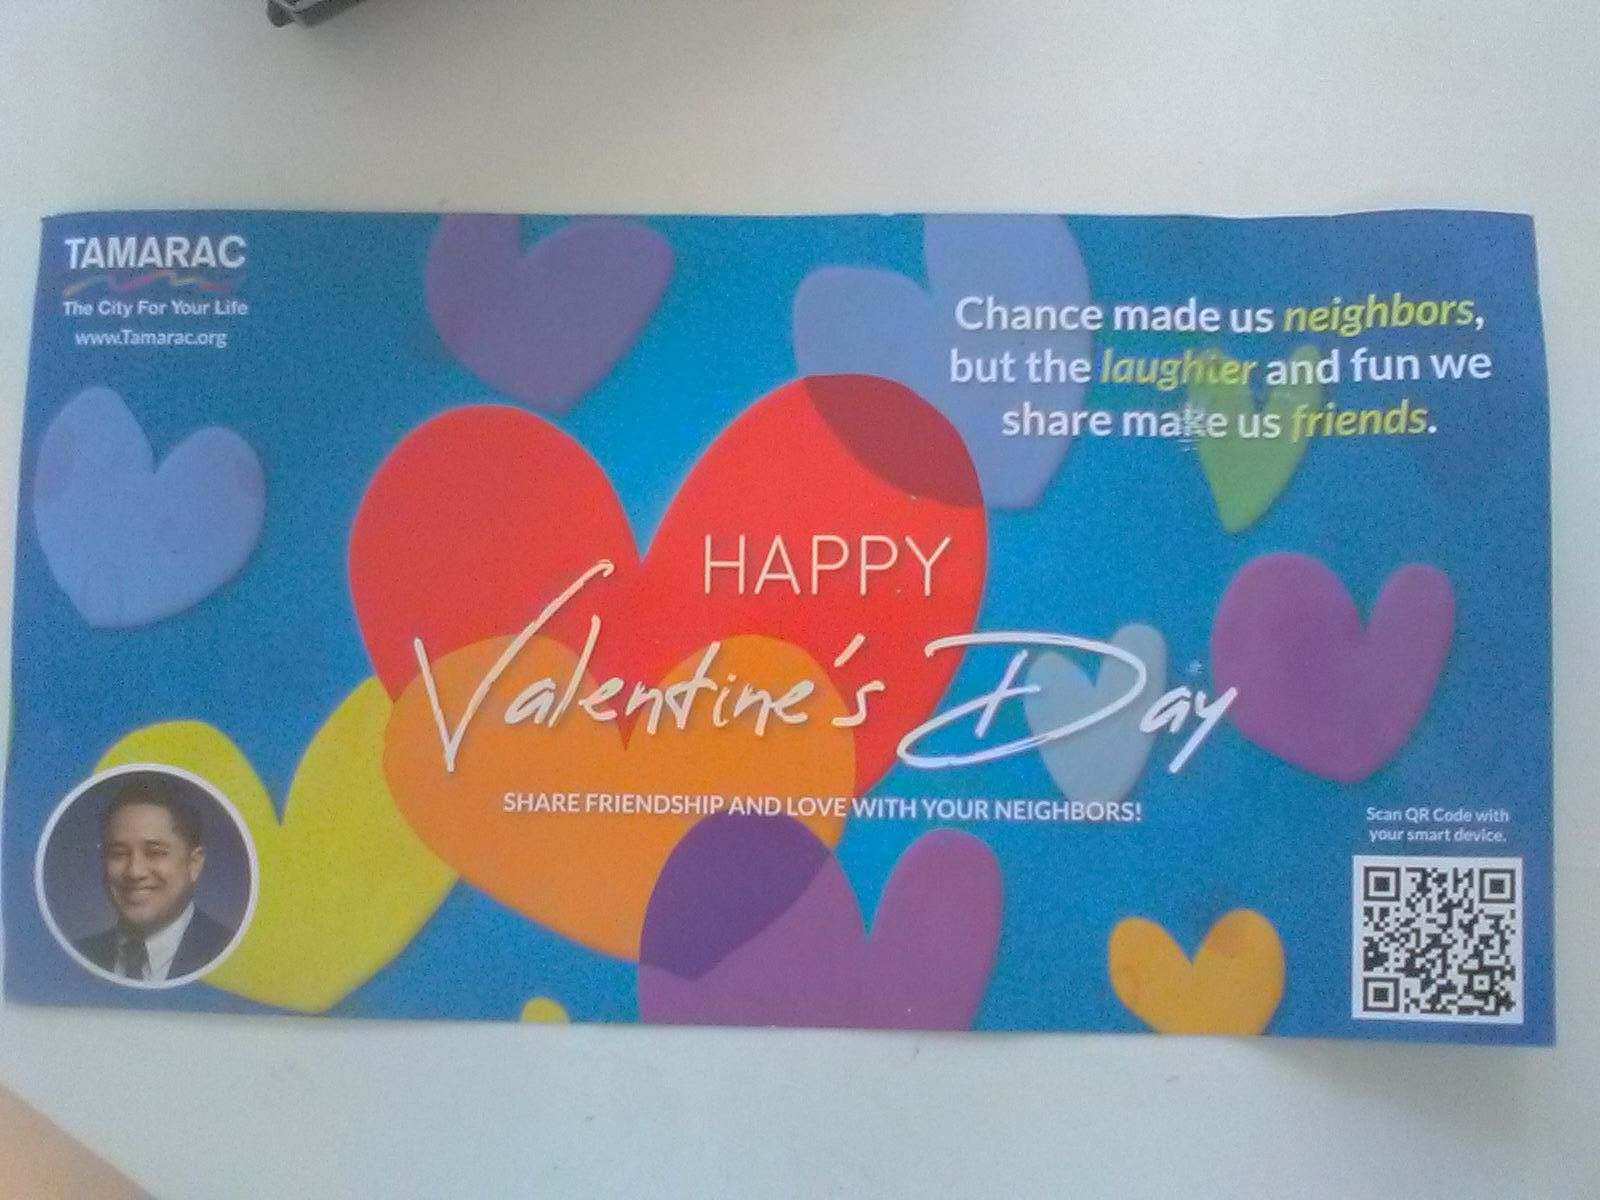 TAMARAC
The City For Your Life
www.Tamarac.org
Chance made us neighbors,
but the laughter and fun we
share make us friends.
HAPPY
Valentine's Day
SHARE FRIENDSHIP AND LOVE WITH YOUR NEIGHBORS!
Scan QR Code with
your smart device.